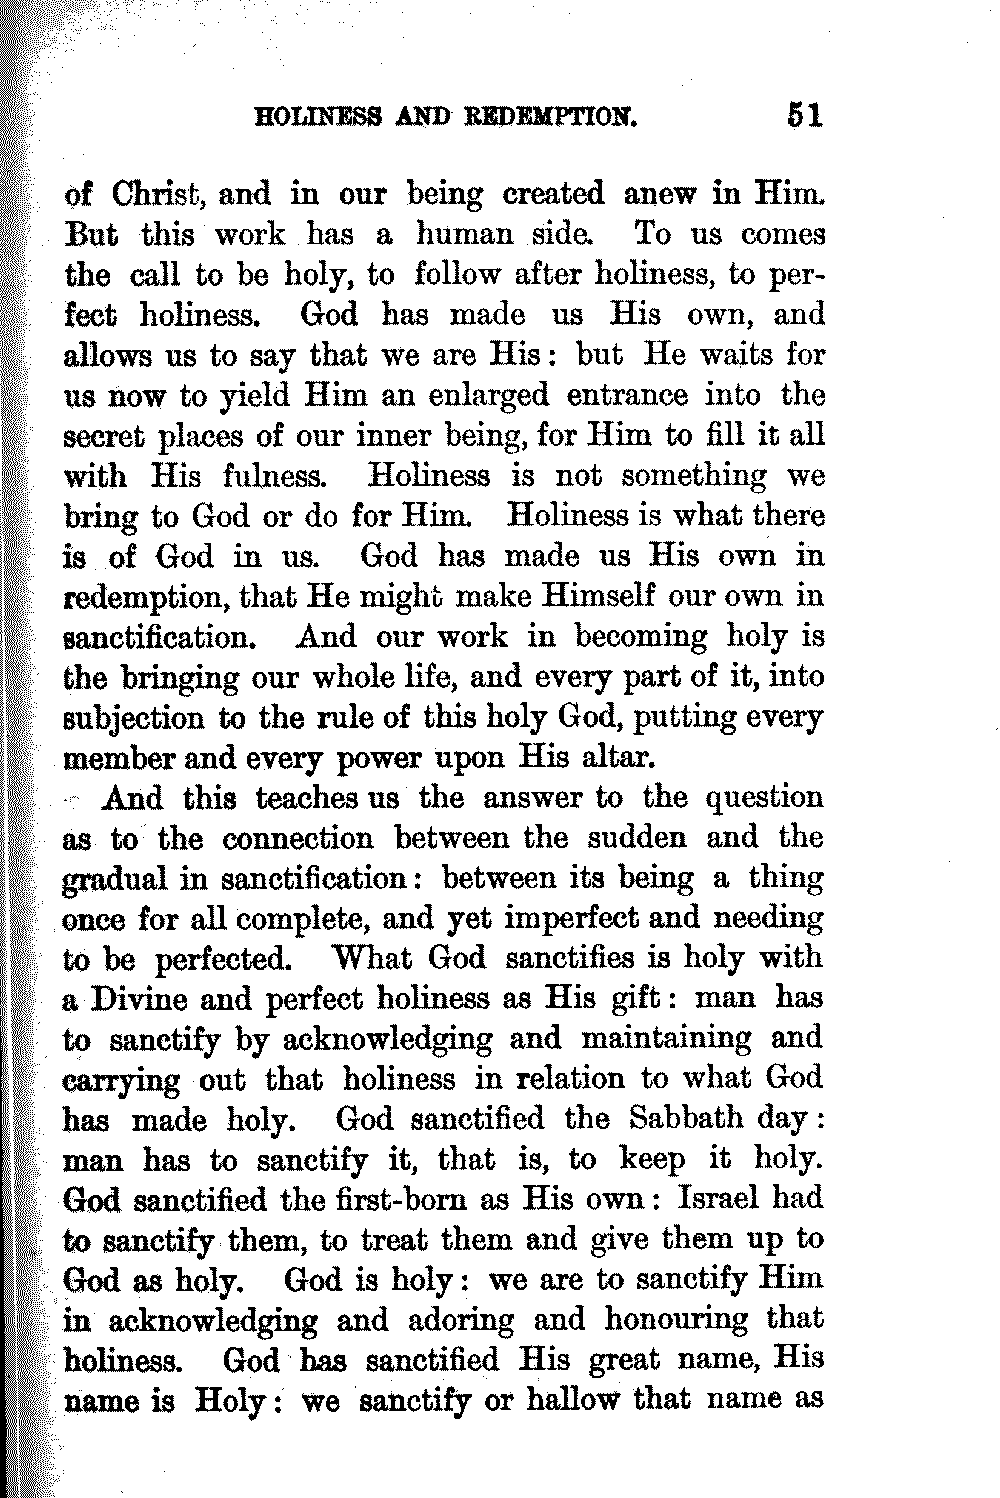 HOLINESS AND REDEMPTION. 51
of Christ, and in our being created anew in Him.
But this work has a human side. To us comes
the call to be holy, to follow after holiness, to per-
fect holiness. God has made us His own, and
allows us to say that we are His: but He waits for
us now to yield Him an enlarged entrance into the
secret places of our inner being, for Him to fill it all
with His fulness. Holiness is not something we
bring to God or do for Him. Holiness is what there
is of God in us. God has made us His own in
redemption, that He might make Himself our own in
sanctification. And our work in becoming holy is
the bringing our whole life, and every part of it, into
subjection to the rule of this holy God, putting every
member and every power upon His altar.
And this teaches us the answer to the question
as to the connection between the sudden and the
gradual in sanctification: between its being a thing
once for all complete, and yet imperfect and needing
to be perfected. What God sanctifies is holy with
a Divine and perfect holiness as His gift: man has
to sanctify by acknowledging and maintaining and
carrying out that holiness in relation to what God
has made holy. God sanctified the Sabbath day:
man has to sanctify it, that is, to keep it holy.
God sanctified the first-born as His own: Israel had
to sanctify them, to treat them and give them up to
God as holy. God is holy: we are to sanctify Him
in acknowledging and adoring and honouring that
holiness. God has sanctified His great name, His
name is Holy: we sanctify or hallow that name as